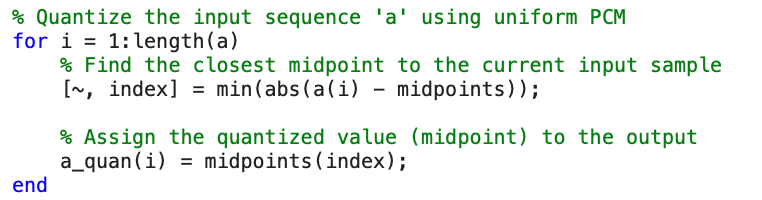 % Quantize the input sequence 'a' using uniform PCM
for i = 1:length(a)
    % Find the closest midpoint to the current input sample
    [~, index] = min(abs(a(i) - midpoints));

    % Assign the quantized value (midpoint) to the output
    a_quan(i) = midpoints(index);
end